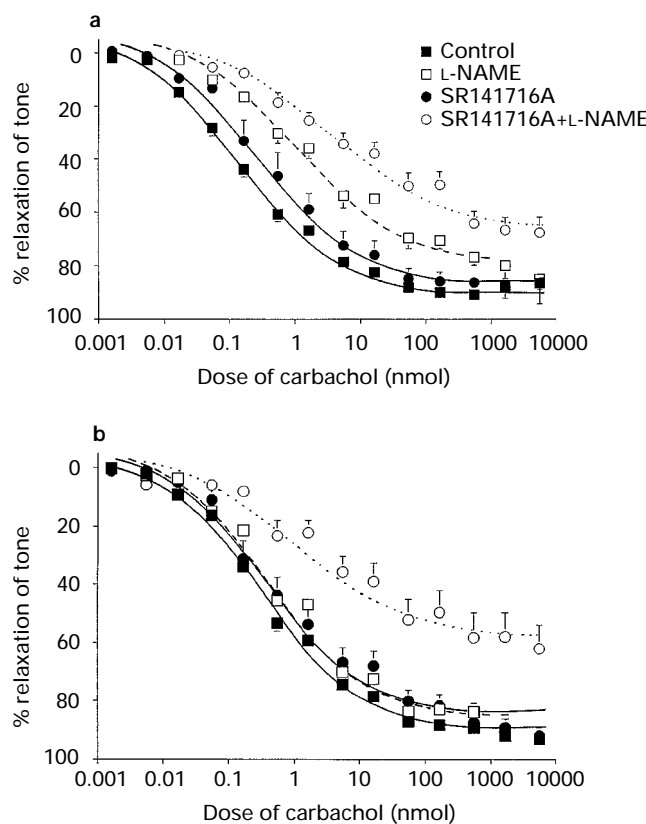 a
0
20
40
60
80
100
% relaxation of tone
Control
L-NAME
SR141716A
SR141716A+L-NAME
0.001 0.01 0.1 1 10 100 1000 10000
Dose of carbachol (nmol)
b
0
20
40
60
80
100
% relaxation of tone
0.001 0.01 0.1 1 10 100 1000 10000
Dose of carbachol (nmol)